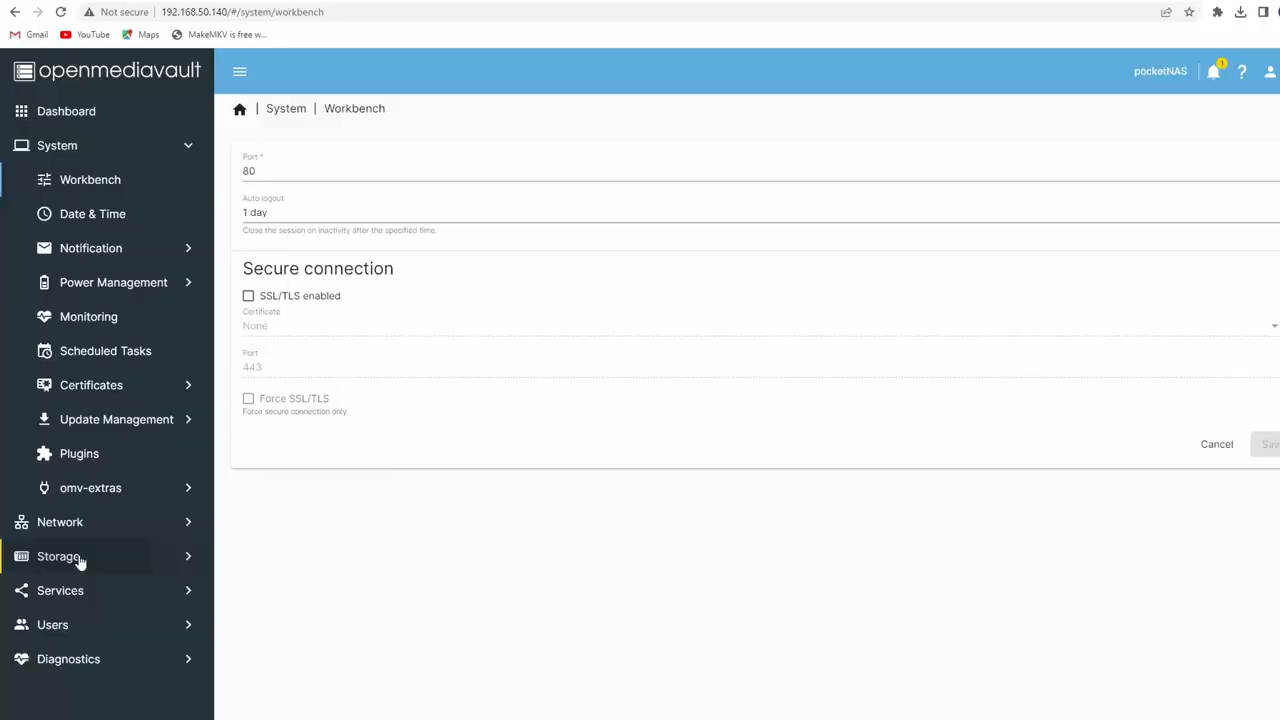 Not secure | 192.168.50.140/#/system/workbench
Gmail YouTube Maps MakeMKV is free w...
openmediavault
pocketNAS
1
Dashboard
System
Workbench
Date & Time
Notification
Power Management
Monitoring
Scheduled Tasks
Certificates
Update Management
Plugins
omv-extras
Network
Storage
Services
Users
Diagnostics
| System | Workbench
Port *
80
Auto logout
1 day
Close the session on inactivity after the specified time.
Secure connection
SSL/TLS enabled
Certificate
None
Port
443
Force SSL/TLS
Force secure connection only.
Cancel Sav